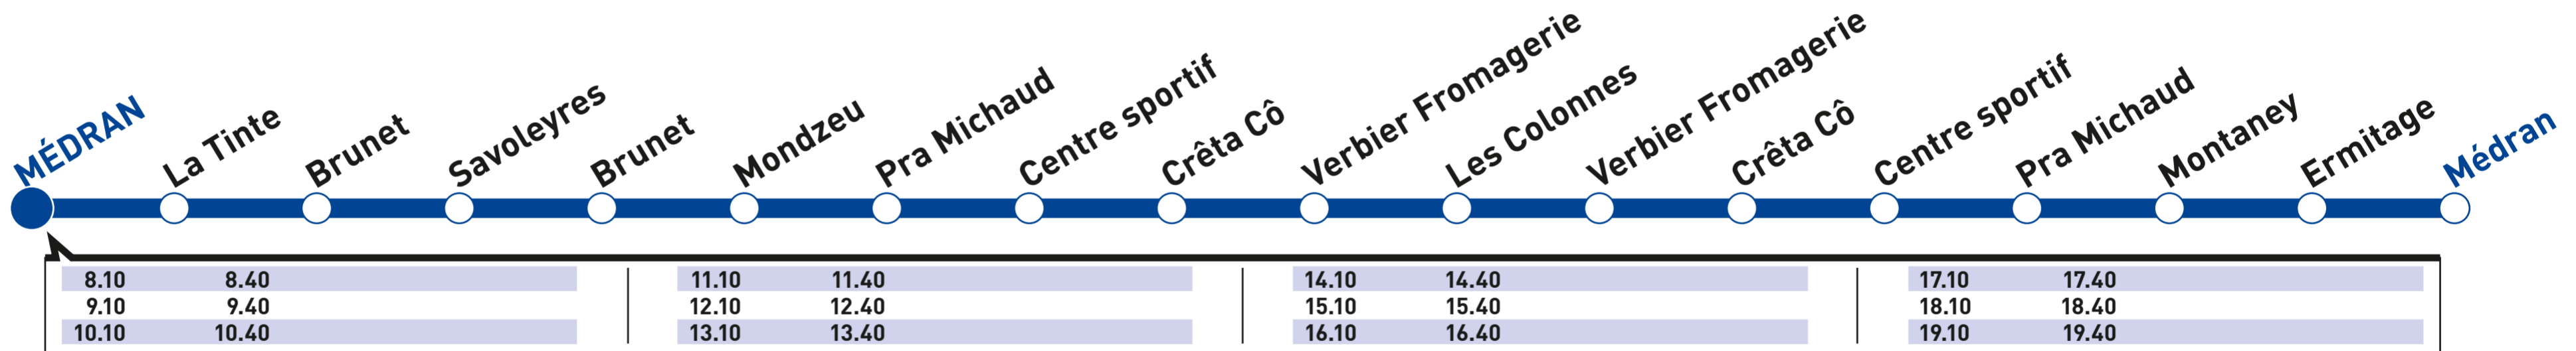 MÉDRAN
La Tinte
Brunet
Savoleyres
Brunet
Mondzeu
Pra Michaud
Centre sportif
Crêta Cô
Verbier Fromagerie
Les Colonnes
Verbier Fromagerie
Crêta Cô
Centre sportif
Pra Michaud
Montaney
Ermitage
Médran
8.10 8.40 11.10 11.40 14.10 14.40 17.10 17.40
9.10 9.40 12.10 12.40 15.10 15.40 18.10 18.40
10.10 10.40 13.10 13.40 16.10 16.40 19.10 19.40